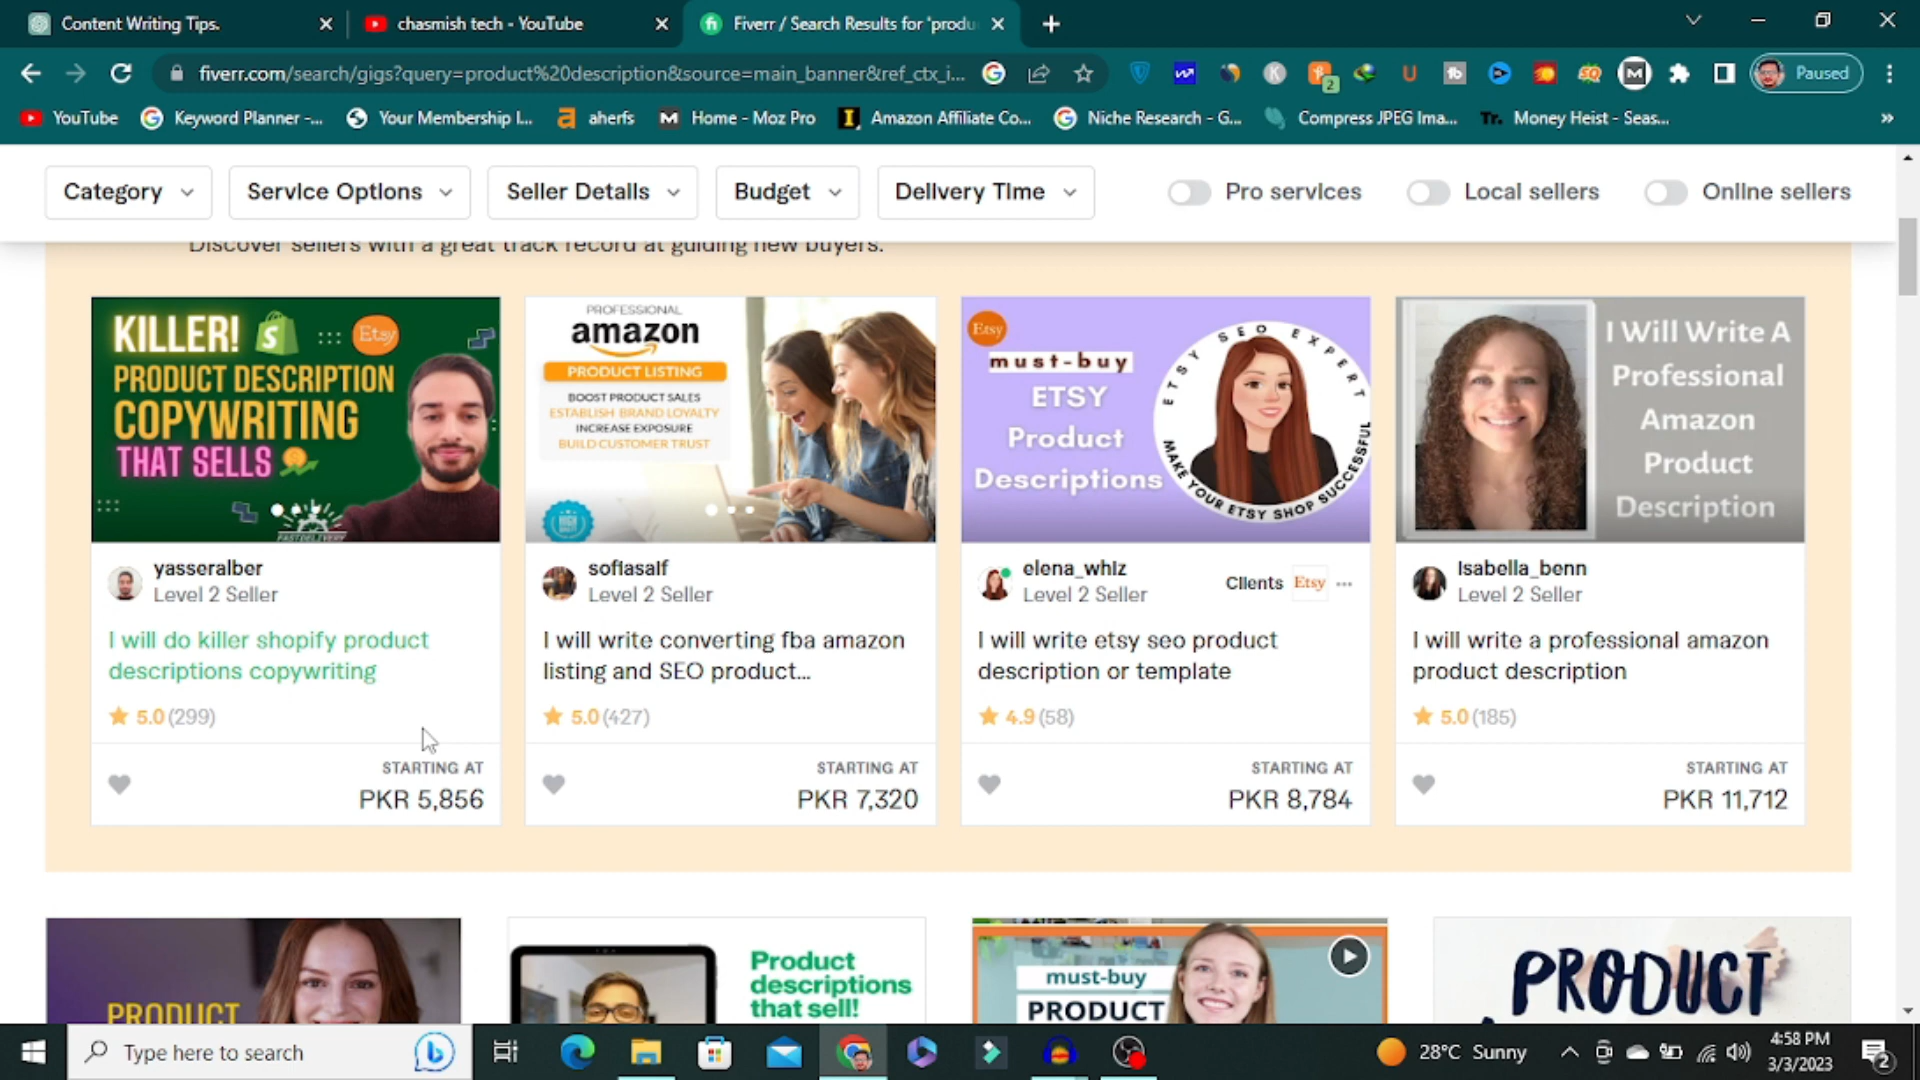 Content Writing Tips.
chasmish tech - YouTube
Fiverr / Search Results for 'produ
fiverr.com/search/gigs?query=product%20description&source=main_banner&ref_ctx_i...
2
Paused
YouTube
Keyword Planner -...
Your Membership I...
aherfs
Home - Moz Pro
Amazon Affiliate Co...
Niche Research - G...
Compress JPEG Ima...
Tr. Money Heist - Seas...
Category
Service Options
Seller Details
Budget
Delivery Time
Pro services
Local sellers
Online sellers
Discover sellers with a great track record at guiding new buyers.
KILLER!
Etsy
PRODUCT DESCRIPTION
COPYWRITING
THAT SELLS
FASTDELIVERY
PROFESSIONAL
amazon
PRODUCT LISTING
BOOST PRODUCT SALES
ESTABLISH BRAND LOYALTY
INCREASE EXPOSURE
BUILD CUSTOMER TRUST
Etsy
must-buy
ETSY
Product
Descriptions
ETSY SEO EXPERT
MAKE YOUR ETSY SHOP SUCCESSFUL
I Will Write A
Professional
Amazon
Product
Description
yasseralber
Level 2 Seller
I will do killer shopify product
descriptions copywriting
5.0 (299)
STARTING AT
PKR 5,856
sofiasalf
Level 2 Seller
I will write converting fba amazon
listing and SEO product...
5.0 (427)
STARTING AT
PKR 7,320
elena_whiz
Level 2 Seller
Clients Etsy ...
I will write etsy seo product
description or template
4.9 (58)
STARTING AT
PKR 8,784
isabella_benn
Level 2 Seller
I will write a professional amazon
product description
5.0 (185)
STARTING AT
PKR 11,712
PRODUCT
Product
descriptions
that sell!
must-buy
PRODUCT
PRODUCT
Type here to search
28°C Sunny
4:58 PM
3/3/2023
2